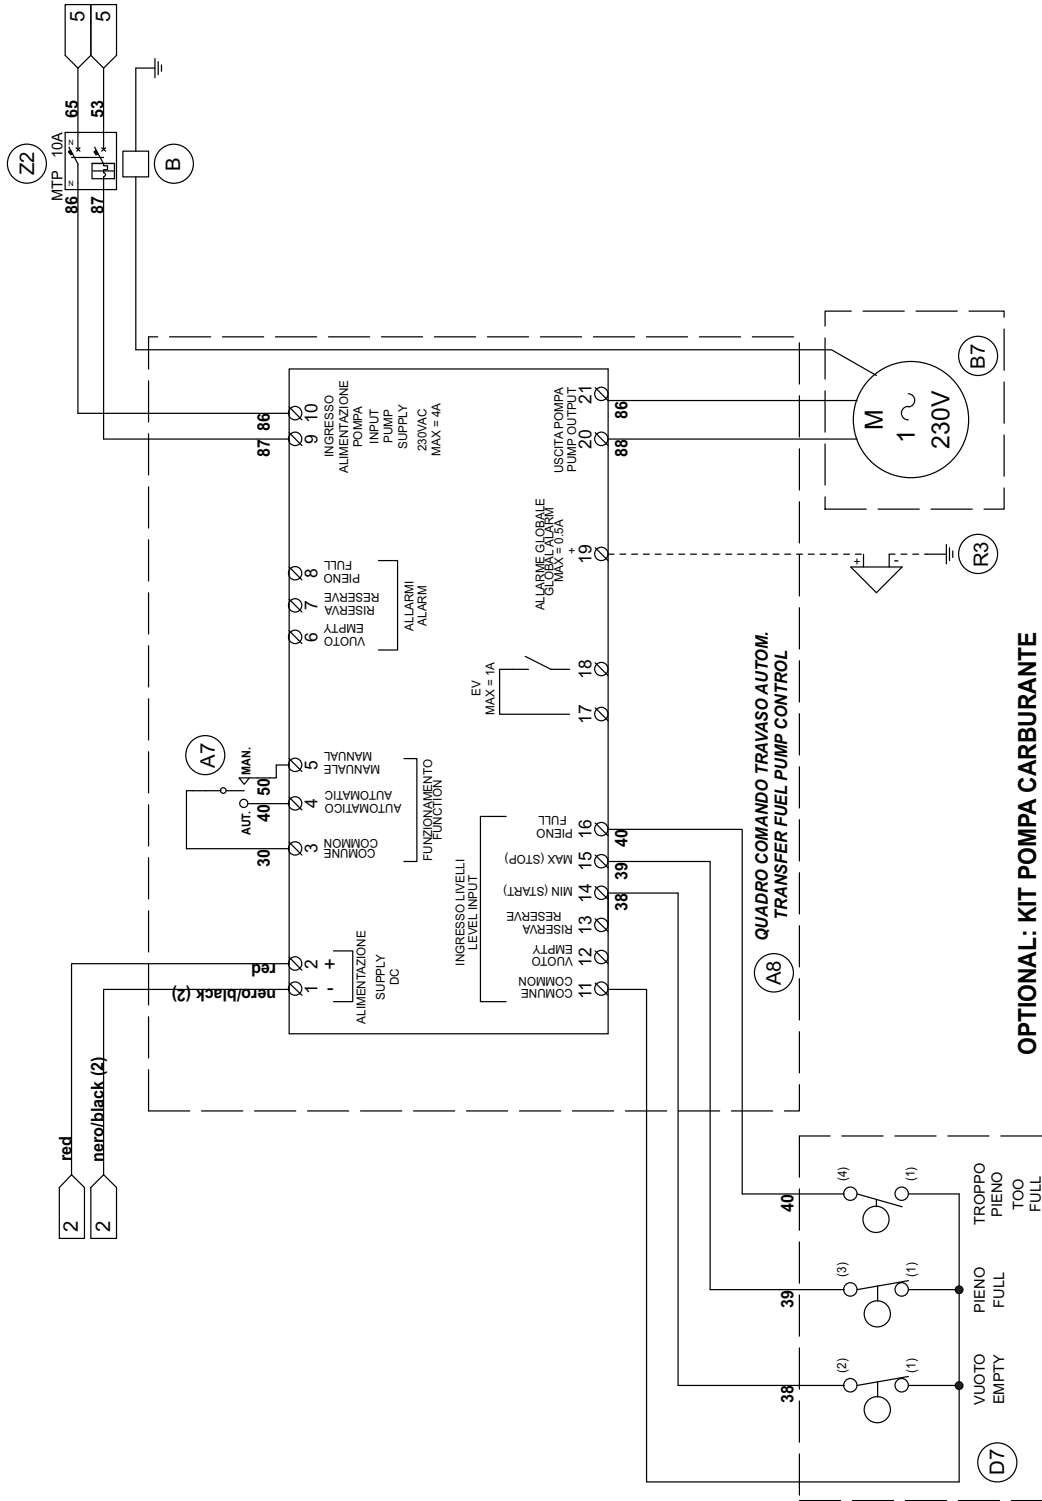 2
red
2
nero/black (2)
nero/black (2)
red
1
-
2
+
ALIMENTAZIONE
SUPPLY
DC
A7
AUT.
MAN.
30
40
50
3
COMUNE
COMMON
4
AUTOMATICO
AUTOMATIC
5
MANUALE
MANUAL
FUNZIONAMENTO
FUNCTION
6
VUOTO
EMPTY
7
RISERVA
RESERVE
8
PIENO
FULL
ALLARMI
ALARM
87
86
9
10
INGRESSO
ALIMENTAZIONE
POMPA
INPUT
PUMP
SUPPLY
230VAC
MAX = 4A
Z2
MTP 10A
N
N
86
87
65
53
5
5
B
INGRESSO LIVELLI
LEVEL INPUT
COMUNE
COMMON
11
VUOTO
EMPTY
12
RISERVA
RESERVE
13
MIN (START)
14
MAX (STOP)
15
PIENO
FULL
16
38
39
40
EV
MAX = 1A
17
18
ALLARME GLOBALE
GLOBAL ALARM
MAX = 0.5A
+
19
USCITA POMPA
PUMP OUTPUT
20
21
88
86
A8
QUADRO COMANDO TRAVASO AUTOM.
TRANSFER FUEL PUMP CONTROL
+
-
R3
M
1
230V
B7
38
39
40
(2)
(1)
(3)
(1)
(4)
(1)
D7
VUOTO
EMPTY
PIENO
FULL
TROPPO
PIENO
TOO
FULL
OPTIONAL: KIT POMPA CARBURANTE